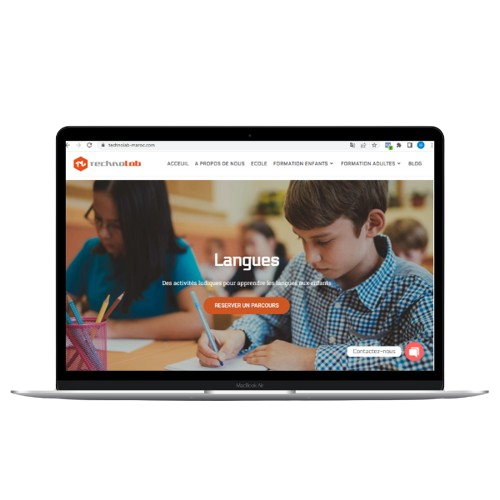 technolab-maroc.com
TECHNOLAB
ACCEUIL A PROPOS DE NOUS ECOLE FORMATION ENFANTS FORMATION ADULTES BLOG
Langues
Des activités ludiques pour apprendre les langues aux enfants
RESERVER UN PARCOURS
Contactez-nous
MacBook Air